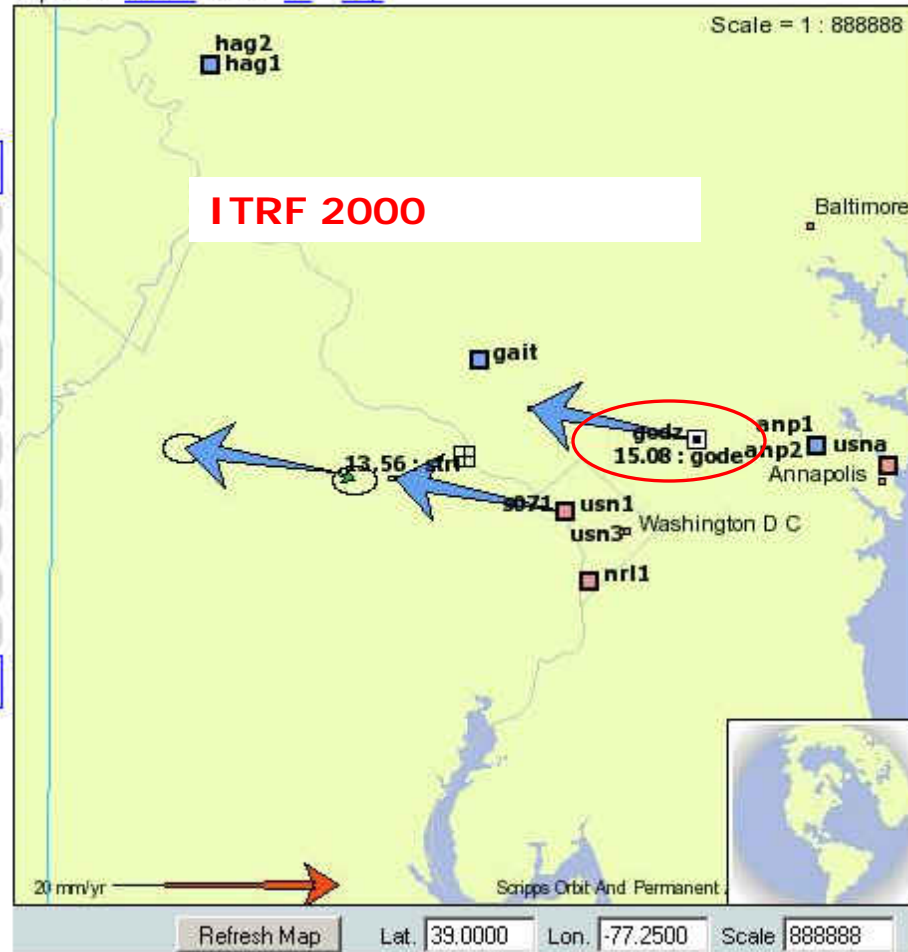 Scale = 1 : 888888
hag2
hag1
ITRF 2000
Baltimore
gait
godz
anp1
15.08 : gode
anp2
usna
13.56 :
Annapolis
s071
usn1
usn3
Washington D C
nrl1
20 mm/yr
Scripps Orbit And Permanent
Refresh Map
Lat. 39.0000
Lon. -77.2500
Scale 888888